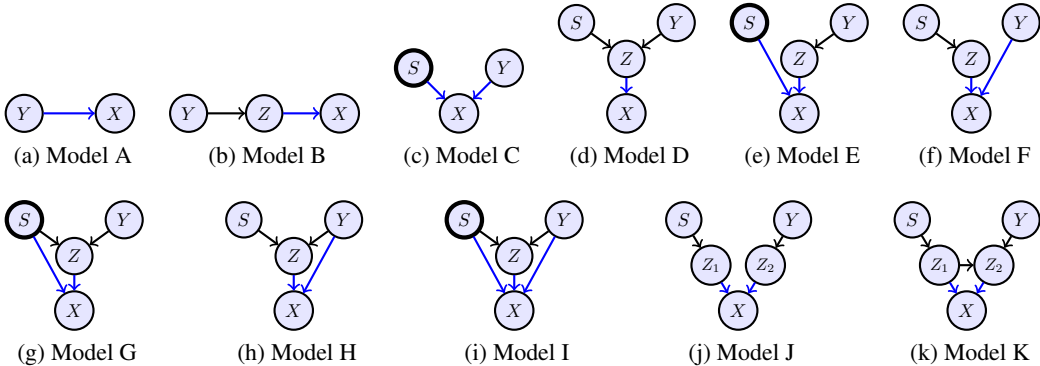 S Y S Y S Y
S Y Z Z Z
Y X Y Z X X X X X
(a) Model A (b) Model B (c) Model C (d) Model D (e) Model E (f) Model F
S Y S Y S Y S Y S Y
Z Z Z Z₁ Z₂ Z₁ Z₂
X X X X X
(g) Model G (h) Model H (i) Model I (j) Model J (k) Model K